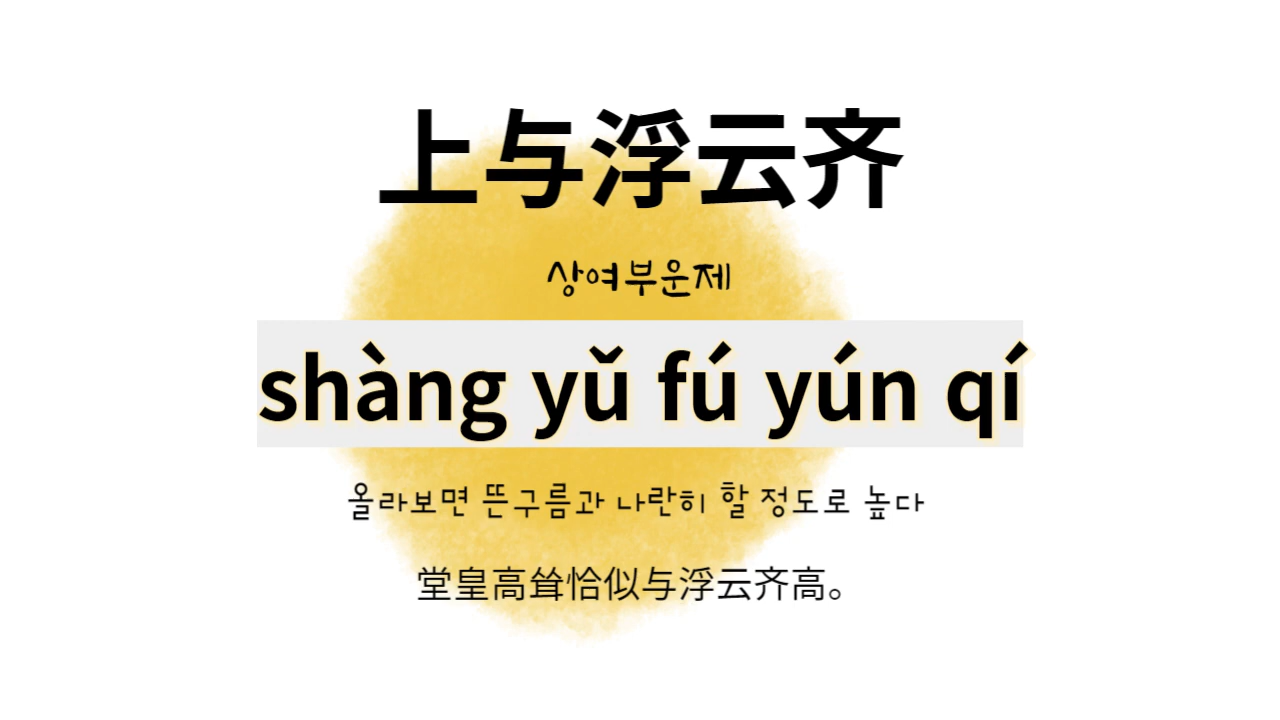 上与浮云齐
상여부운제
shàng yǔ fú yún qí
올라보면 뜬구름과 나란히 할 정도로 높다
堂皇高耸恰似与浮云齐高。